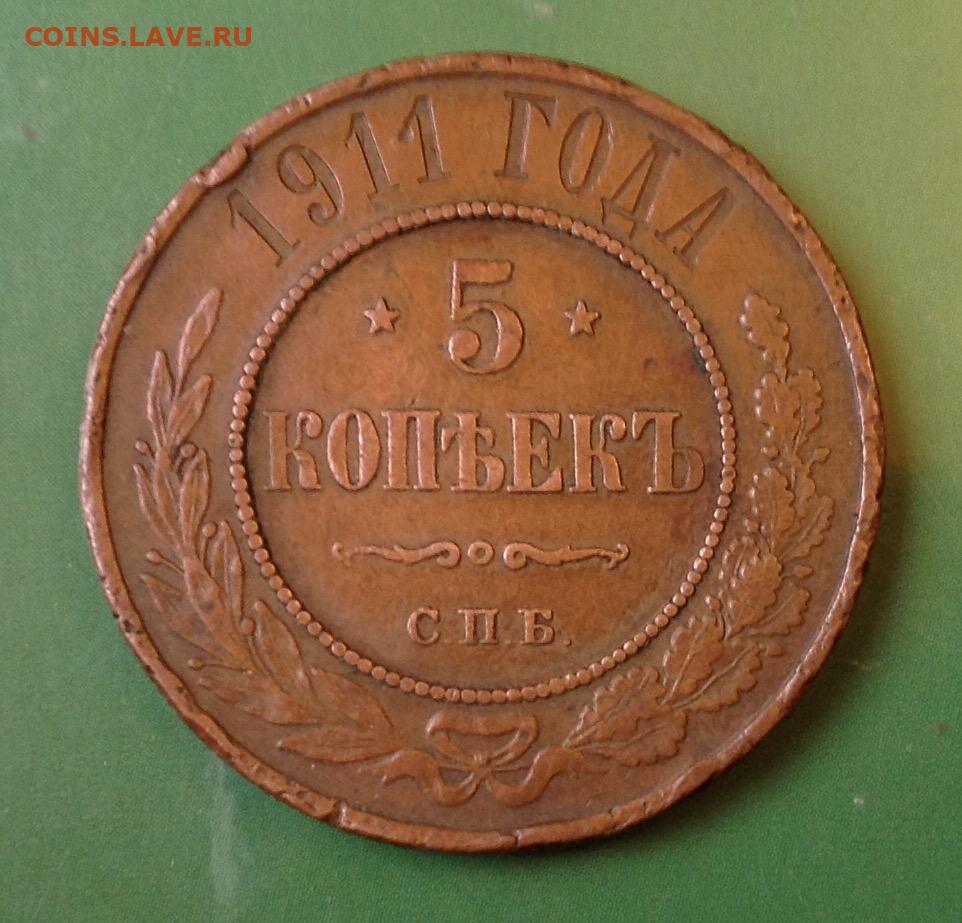 COINS.LAVE.RU
1911 ГОДА
5
КОПѢЕКЪ
С.П.Б.